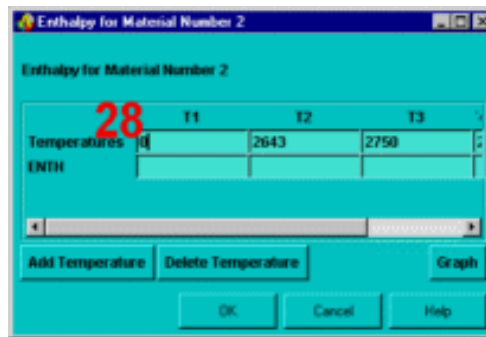 Enthalpy for Material Number 2
Enthalpy for Material Number 2
28
T1 T2 T3
Temperatures 0 2643 2750
ENTH
Add Temperature Delete Temperature Graph
OK Cancel Help